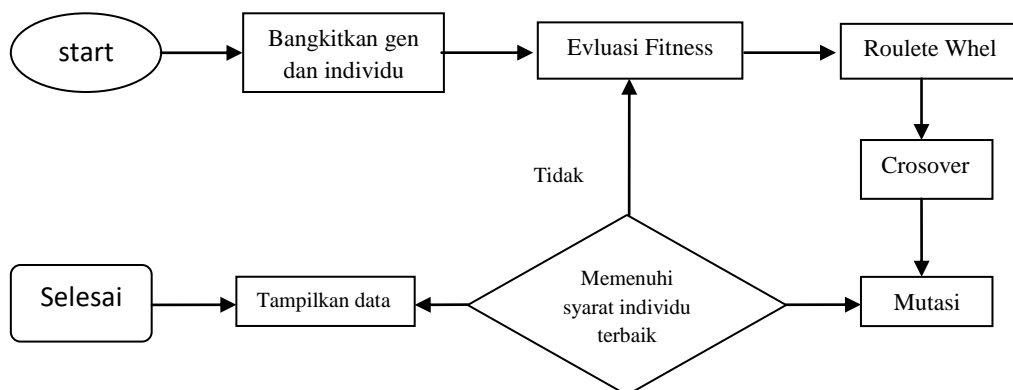 start
Bangkitkan gen
dan individu
Evluasi Fitness
Roulete Whel
Crosover
Tidak
Selesai
Tampilkan data
Memenuhi
syarat individu
terbaik
Mutasi